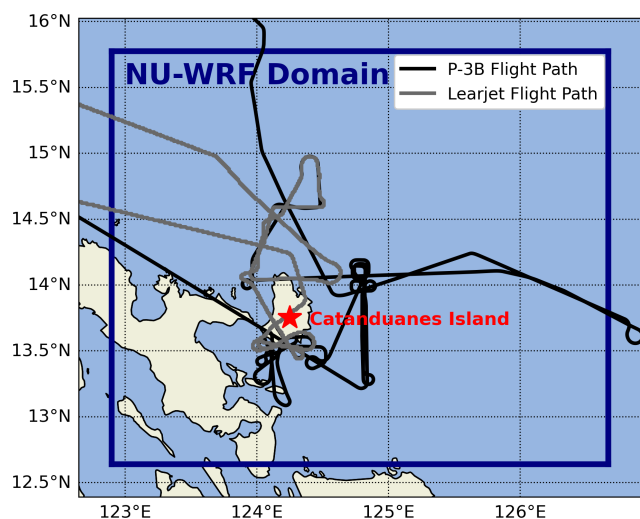 16°N
15.5°N
15°N
14.5°N
14°N
13.5°N
13°N
12.5°N
NU-WRF Domain
P-3B Flight Path
Learjet Flight Path
Catanduanes Island
123°E
124°E
125°E
126°E